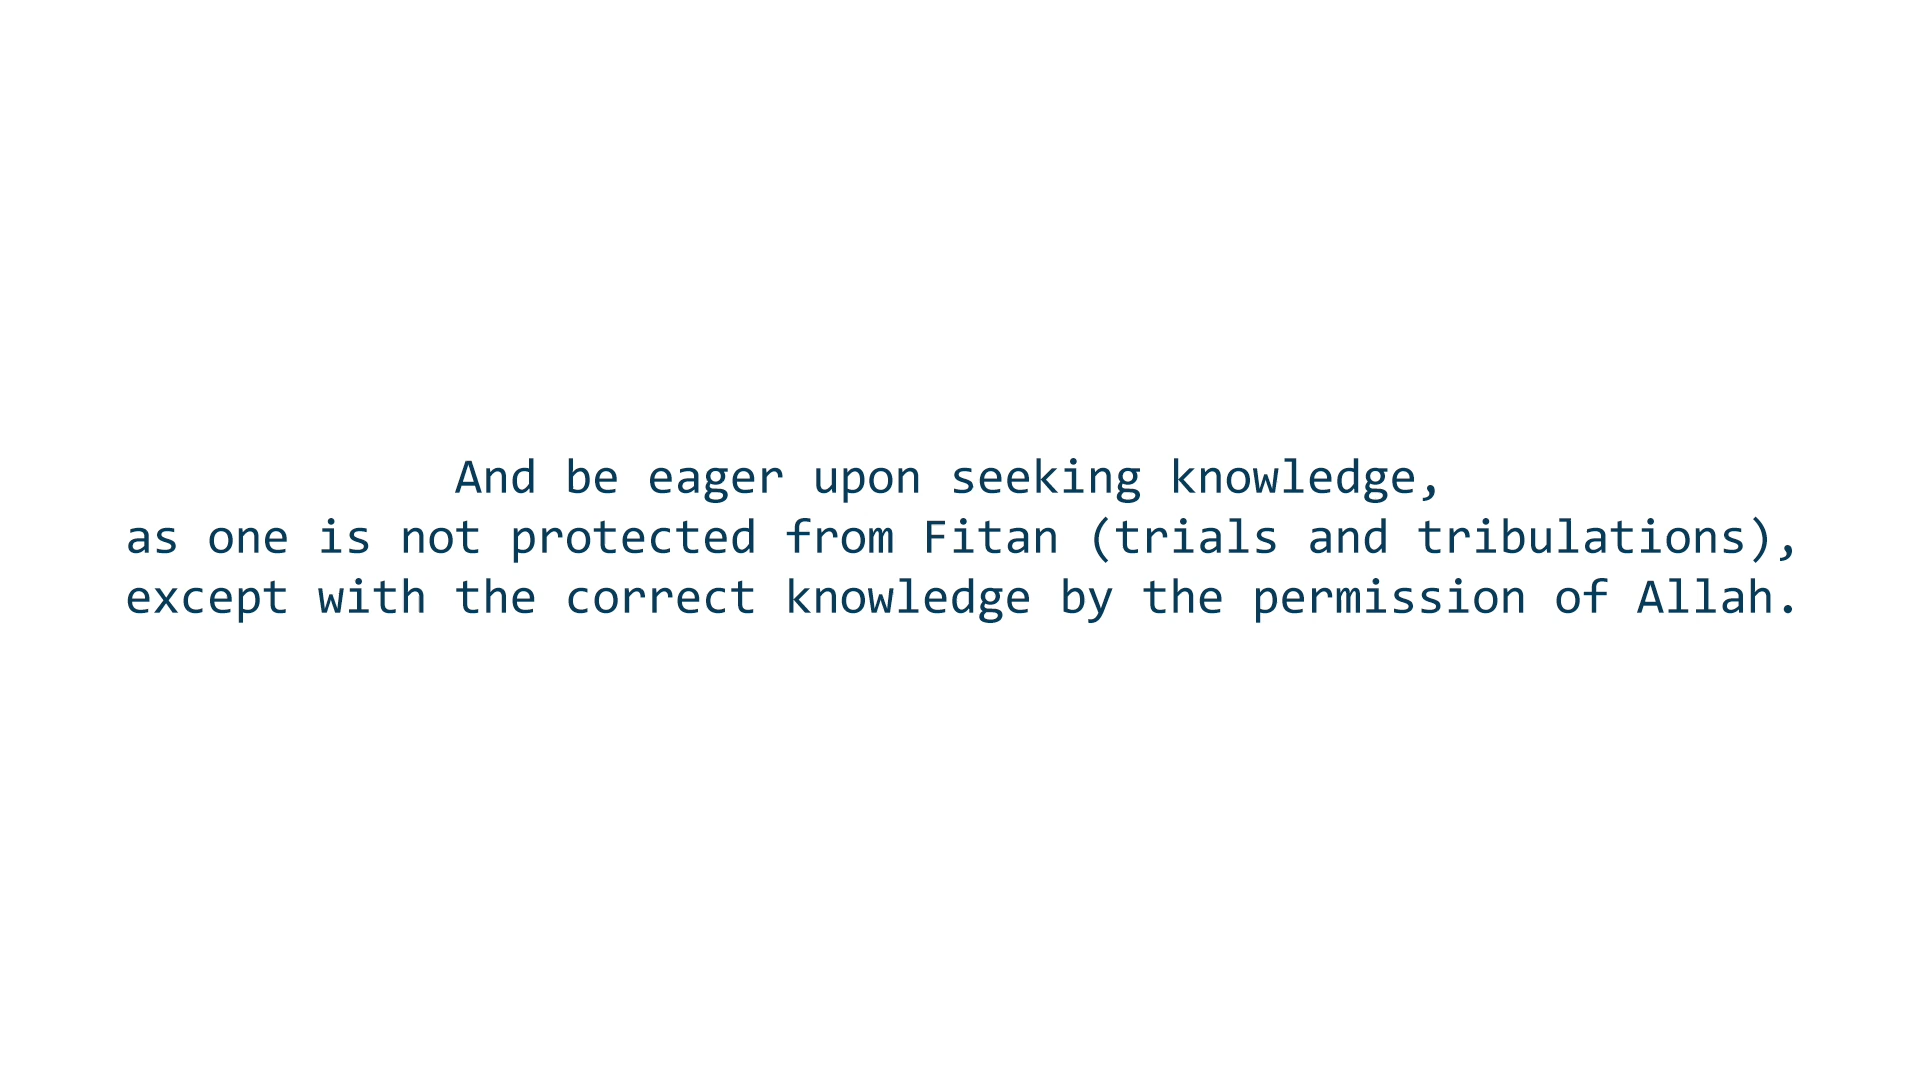 And be eager upon seeking knowledge,
as one is not protected from Fitan (trials and tribulations),
except with the correct knowledge by the permission of Allah.